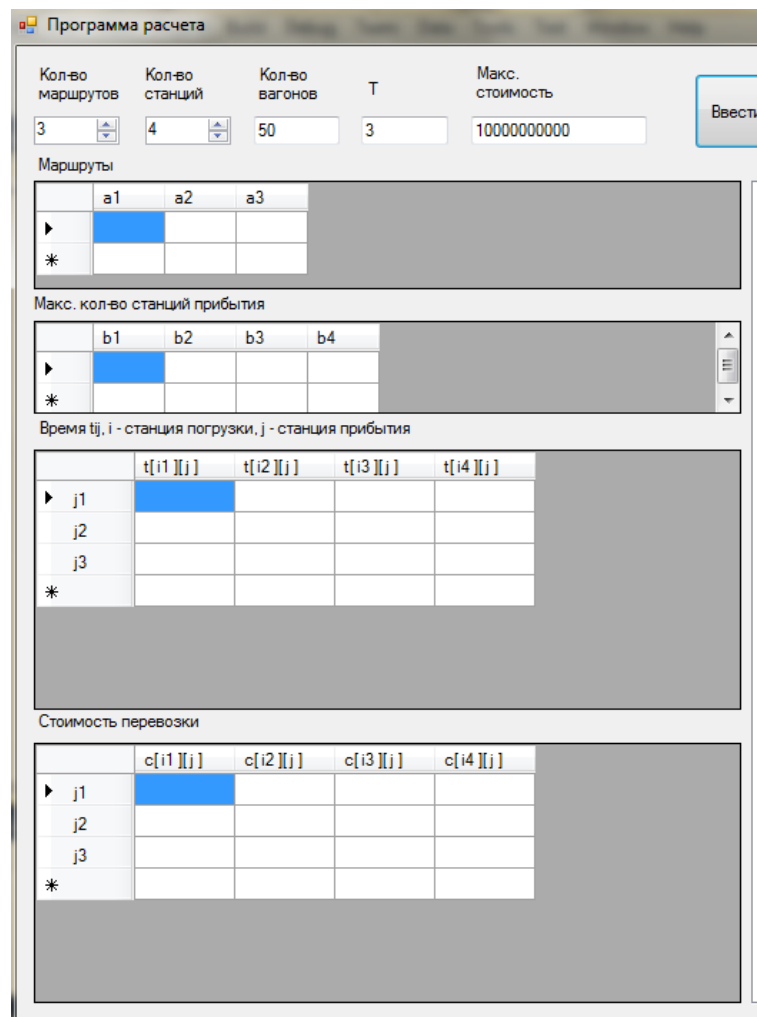 Программа расчета
Кол-во маршрутов
Кол-во станций
Кол-во вагонов
T
Макс. стоимость
3
4
50
3
10000000000
Маршруты
a1 a2 a3
Макс. кол-во станций прибытия
b1 b2 b3 b4
Время tij, i - станция погрузки, j - станция прибытия
t[ i1 ][ j ] t[ i2 ][ j ] t[ i3 ][ j ] t[ i4 ][ j ]
j1
j2
j3
Стоимость перевозки
c[ i1 ][ j ] c[ i2 ][ j ] c[ i3 ][ j ] c[ i4 ][ j ]
j1
j2
j3